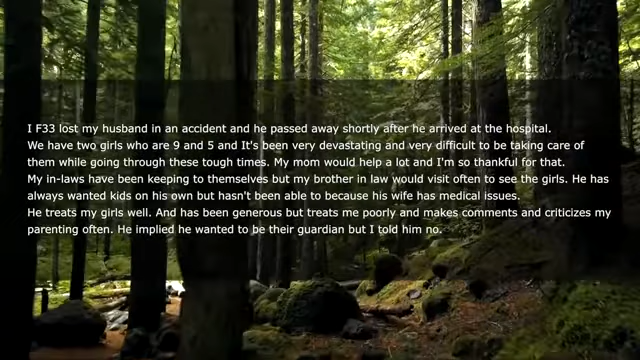 I F33 lost my husband in an accident and he passed away shortly after he arrived at the hospital.
We have two girls who are 9 and 5 and It's been very devastating and very difficult to be taking care of
them while going through these tough times. My mom would help a lot and I'm so thankful for that.
My in-laws have been keeping to themselves but my brother in law would visit often to see the girls. He has
always wanted kids on his own but hasn't been able to because his wife has medical issues.
He treats my girls well. And has been generous but treats me poorly and makes comments and criticizes my
parenting often. He implied he wanted to be their guardian but I told him no.